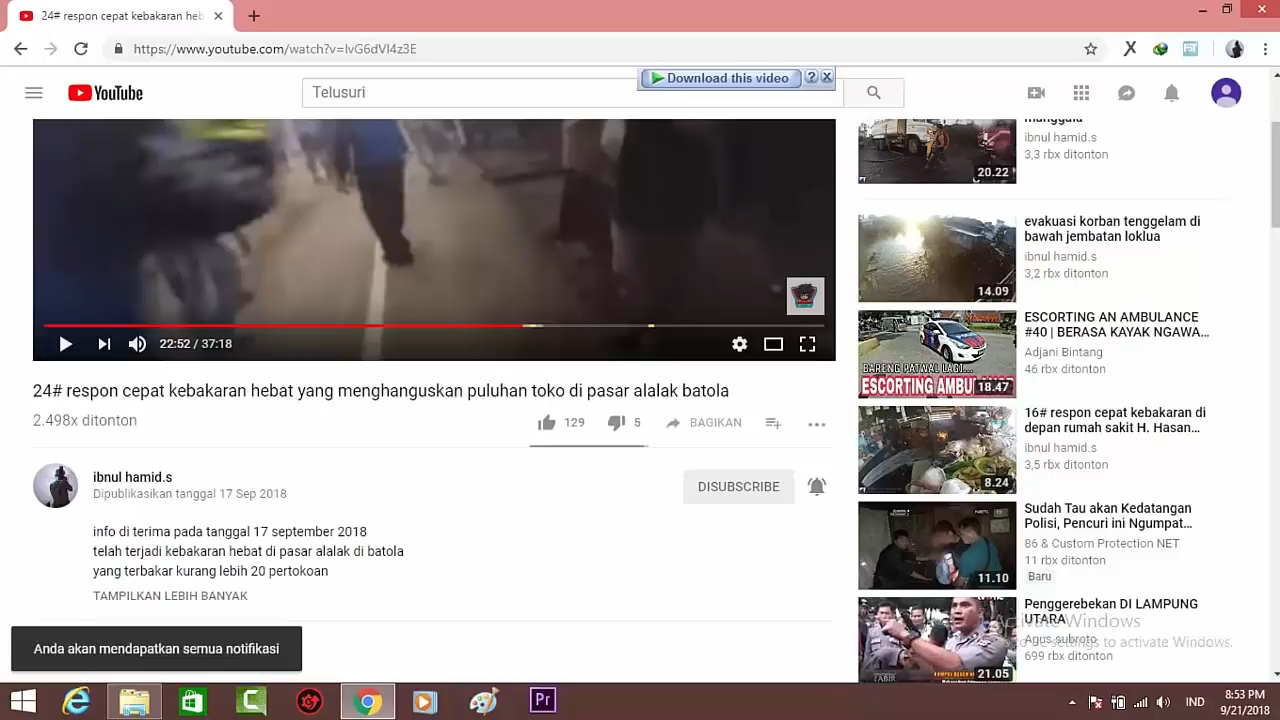 24# respon cepat kebakaran heb
https://www.youtube.com/watch?v=IvG6dVI4z3E
Download this video
?
YouTube
Telusuri
manggala
ibnul hamid.s
3,3 rbx ditonton
20.22
evakuasi korban tenggelam di
bawah jembatan loklua
ibnul hamid.s
3,2 rbx ditonton
14.09
ESCORTING AN AMBULANCE
#40 | BERASA KAYAK NGAWA...
Adjani Bintang
46 rbx ditonton
BARENG PATWAL LAGI...
ESCORTING AMBU
18.47
22:52 / 37:18
24# respon cepat kebakaran hebat yang menghanguskan puluhan toko di pasar alalak batola
2.498x ditonton
129
5
BAGIKAN
16# respon cepat kebakaran di
depan rumah sakit H. Hasan...
ibnul hamid.s
3,5 rbx ditonton
8.24
ibnul hamid.s
Dipublikasikan tanggal 17 Sep 2018
DISUBSCRIBE
info di terima pada tanggal 17 september 2018
telah terjadi kebakaran hebat di pasar alalak di batola
yang terbakar kurang lebih 20 pertokoan
TAMPILKAN LEBIH BANYAK
Sudah Tau akan Kedatangan
Polisi, Pencuri ini Ngumpat...
86 & Custom Protection NET
11 rbx ditonton
Baru
11.10
Penggerebekan DI LAMPUNG
UTARA
Agus subroto
699 rbx ditonton
21.05
Activate Windows
to PC settings to activate Windows.
Anda akan mendapatkan semua notifikasi
Pr
IND
8:53 PM
9/21/2018